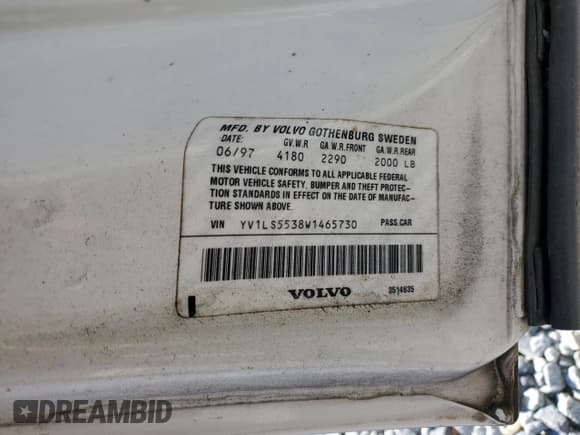 MFD. BY VOLVO GOTHENBURG SWEDEN
DATE: G.V.W.R GA.W.R.FRONT GA.W.R.REAR
06/97 4180 2290 2000 LB
THIS VEHICLE CONFORMS TO ALL APPLICABLE FEDERAL
MOTOR VEHICLE SAFETY, BUMPER AND THEFT PROTEC-
TION STANDARDS IN EFFECT ON THE DATE OF MANUFAC-
TURE SHOWN ABOVE.
VIN YV1LS5538W1465730 PASS.CAR
VOLVO 3514635
DREAMBID